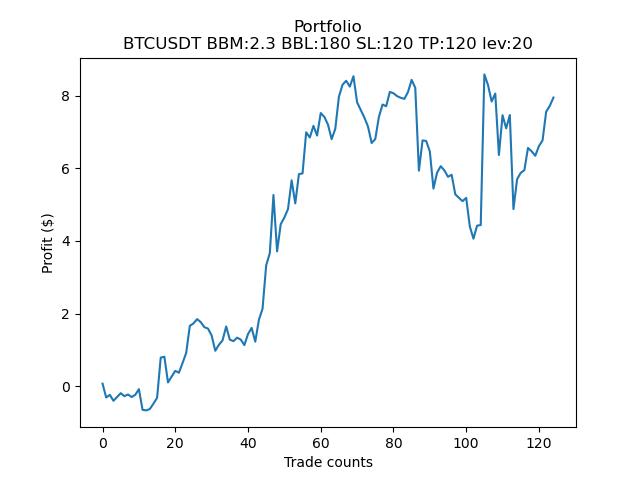 Portfolio
BTCUSDT BBM:2.3 BBL:180 SL:120 TP:120 lev:20
8
6
4
2
0
Profit ($)
0 20 40 60 80 100 120
Trade counts